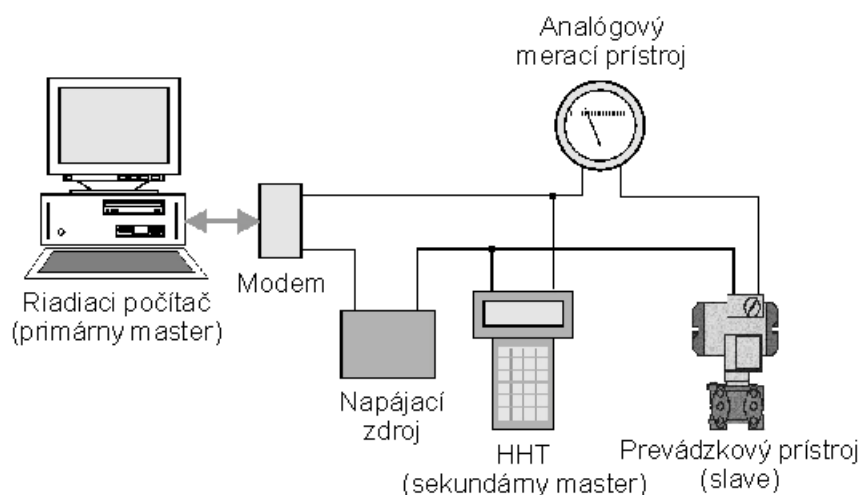 Analógový
merací prístroj
Modem
Riadiaci počítač
(primárny master)
Napájací
zdroj
HHT
(sekundárny master)
Prevádzkový prístroj
(slave)